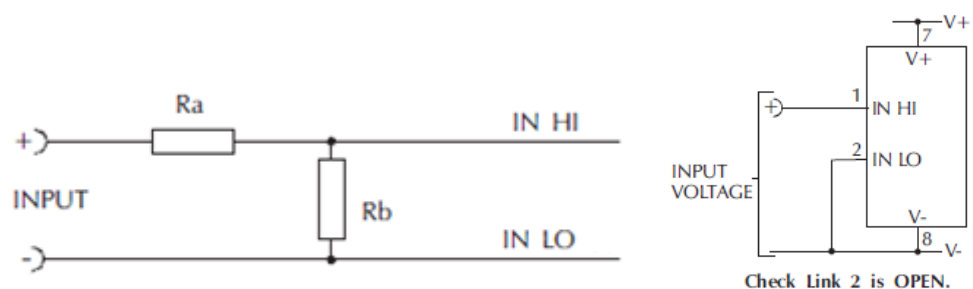 Ra
+
IN HI
INPUT
Rb
-
IN LO
V+
7
V+
1
+
IN HI
2
IN LO
INPUT
VOLTAGE
V-
8
V-
Check Link 2 is OPEN.